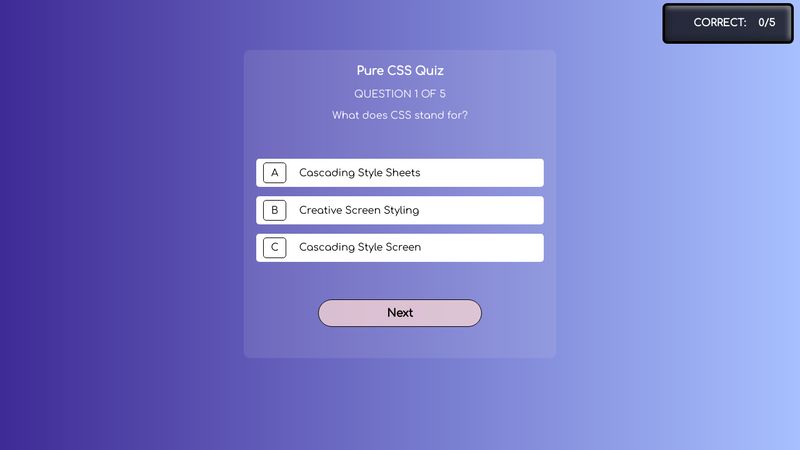 CORRECT: 0/5
Pure CSS Quiz
QUESTION 1 OF 5
What does CSS stand for?
A Cascading Style Sheets
B Creative Screen Styling
C Cascading Style Screen
Next